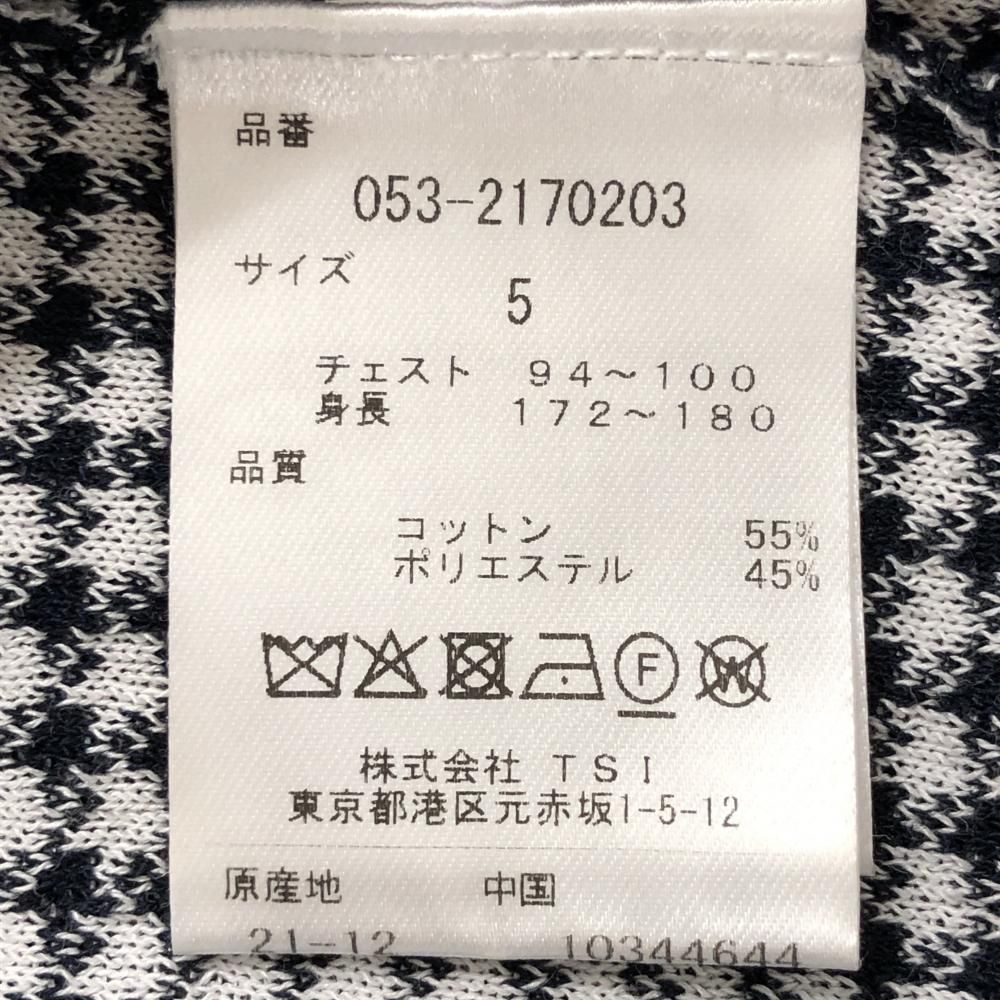 品番
053-2170203
サイズ
5
チェスト 94～100
身長 172～180
品質
コットン 55%
ポリエステル 45%
F W
株式会社 TSI
東京都港区元赤坂1-5-12
原産地 中国
21-12 10344644